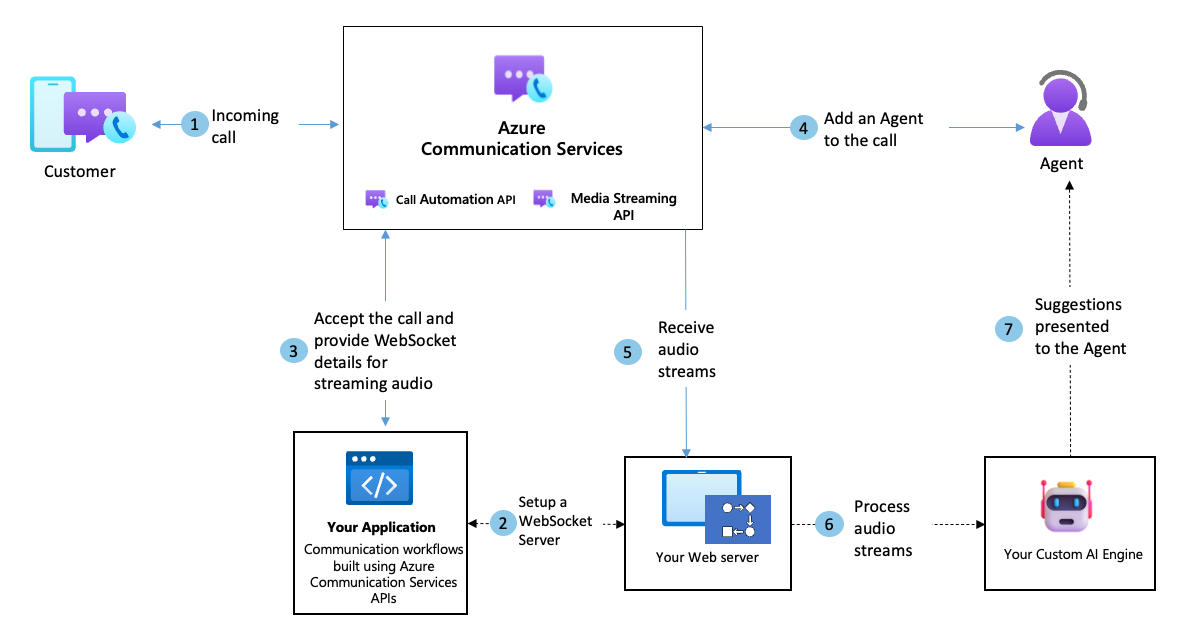 Customer
1
Incoming
call
Azure
Communication Services
Call Automation API
Media Streaming
API
4
Add an Agent
to the call
Agent
3
Accept the call and
provide WebSocket
details for
streaming audio
5
Receive
audio
streams
7
Suggestions
presented
to the Agent
Your Application
Communication workflows
built using Azure
Communication Services
APIs
2
Setup a
WebSocket
Server
Your Web server
6
Process
audio
streams
Your Custom AI Engine